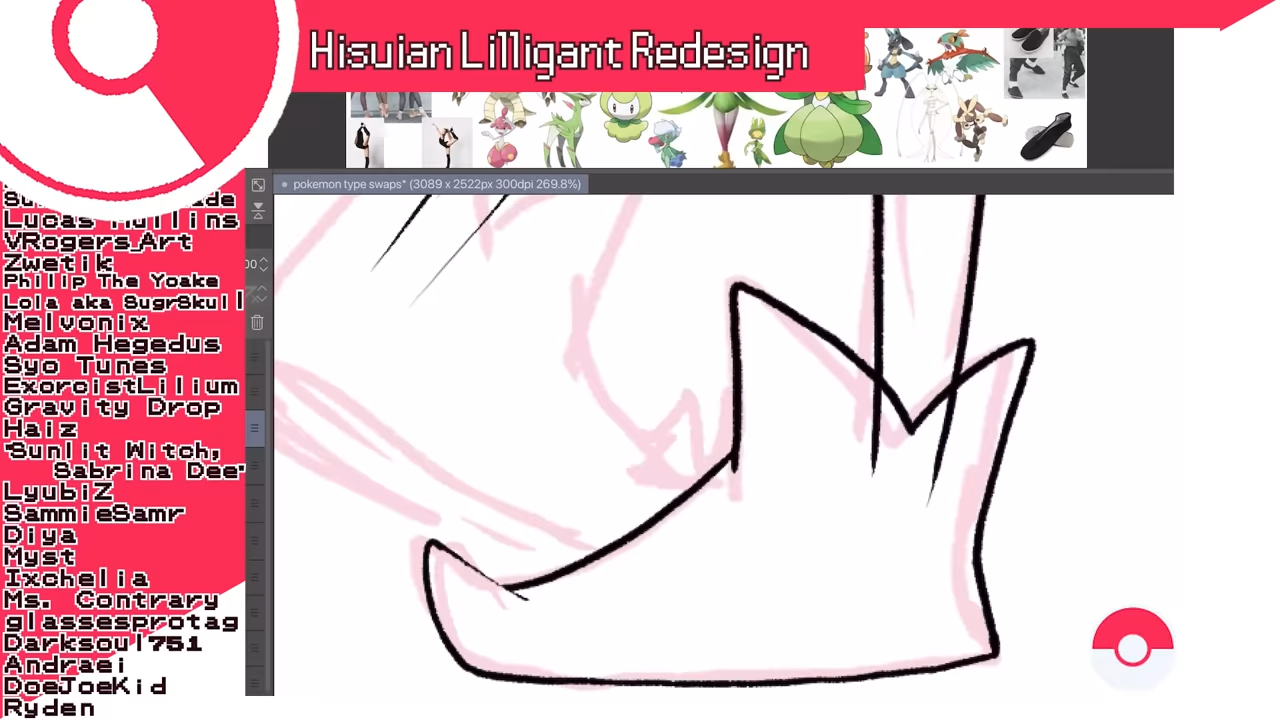 Hisuian Lilligant Redesign
pokemon type swaps* (3089 x 2522px 300dpi 269.8%)
Lucas Mullins
VRogers_Art
Zwetik
Philip The Yoake
Lola aka SugrSkull
Melvonix
Adam Hegedus
Syo Tunes
ExorcistLilium
Gravity Drop
Haiz
"Sunlit Witch,
Sabrina Dee"
LyubiZ
SammieSamr
Diya
Myst
Ixchelia
Ms. Contrary
glassesprotag
Darksoul751
Andraei
DoeJoeKid
Ryden